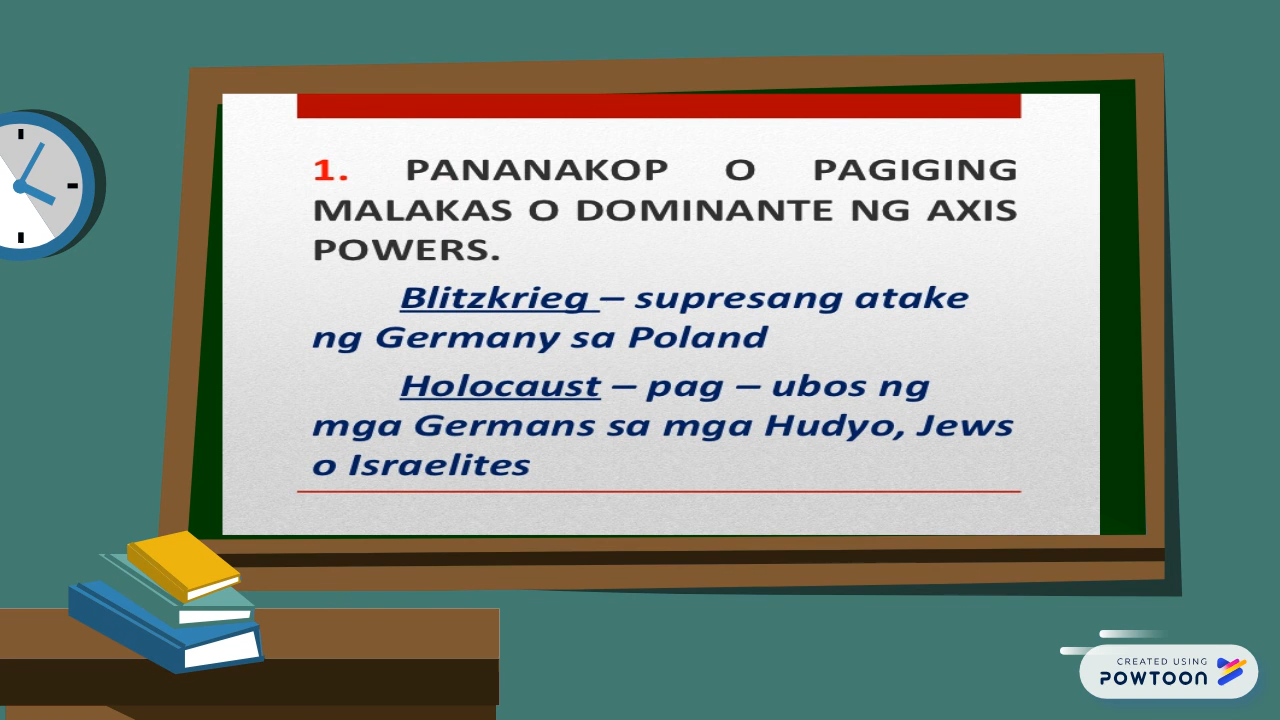 1. PANANAKOP O PAGIGING
MALAKAS O DOMINANTE NG AXIS
POWERS.
Blitzkrieg – supresang atake
ng Germany sa Poland
Holocaust – pag – ubos ng
mga Germans sa mga Hudyo, Jews
o Israelites
CREATED USING
POWTOON